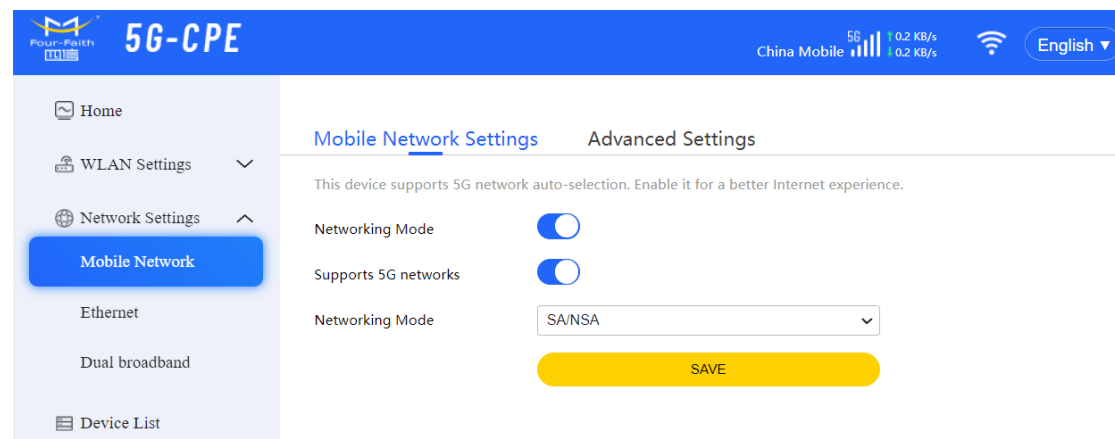 Four-Faith
四信
5G-CPE
5G
China Mobile
↑ 0.2 KB/s
↓ 0.2 KB/s
English ▼
Home
WLAN Settings
Network Settings
Mobile Network
Ethernet
Dual broadband
Device List
Mobile Network Settings
Advanced Settings
This device supports 5G network auto-selection. Enable it for a better Internet experience.
Networking Mode
Supports 5G networks
Networking Mode
SA/NSA
SAVE